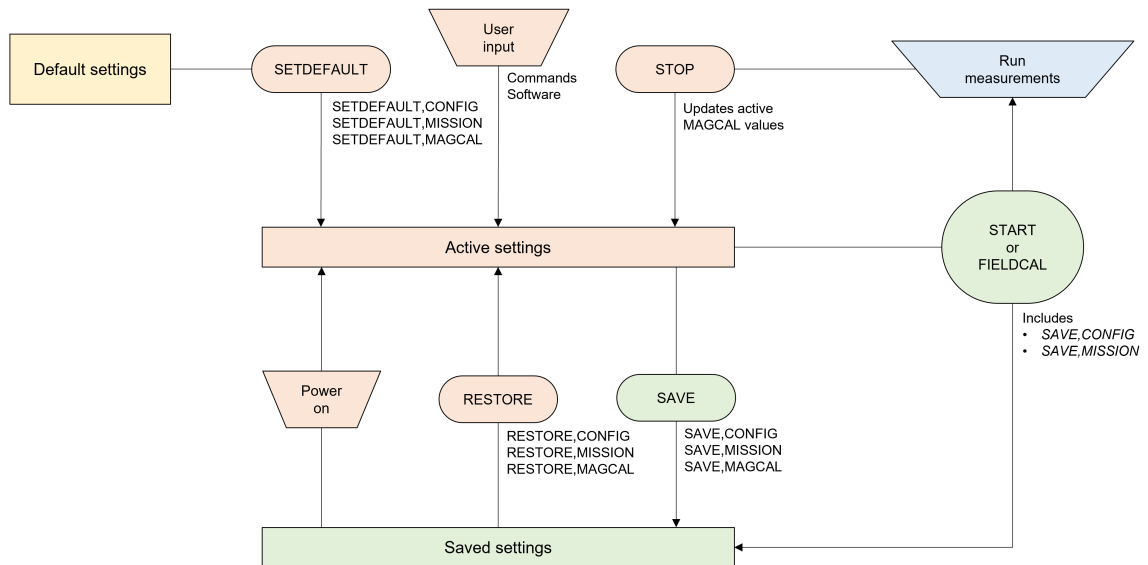 Default settings
SETDEFAULT
SETDEFAULT,CONFIG
SETDEFAULT,MISSION
SETDEFAULT,MAGCAL
User
input
Commands
Software
STOP
Updates active
MAGCAL values
Run
measurements
Active settings
START
or
FIELDCAL
Includes
• SAVE,CONFIG
• SAVE,MISSION
Power
on
RESTORE
RESTORE,CONFIG
RESTORE,MISSION
RESTORE,MAGCAL
SAVE
SAVE,CONFIG
SAVE,MISSION
SAVE,MAGCAL
Saved settings